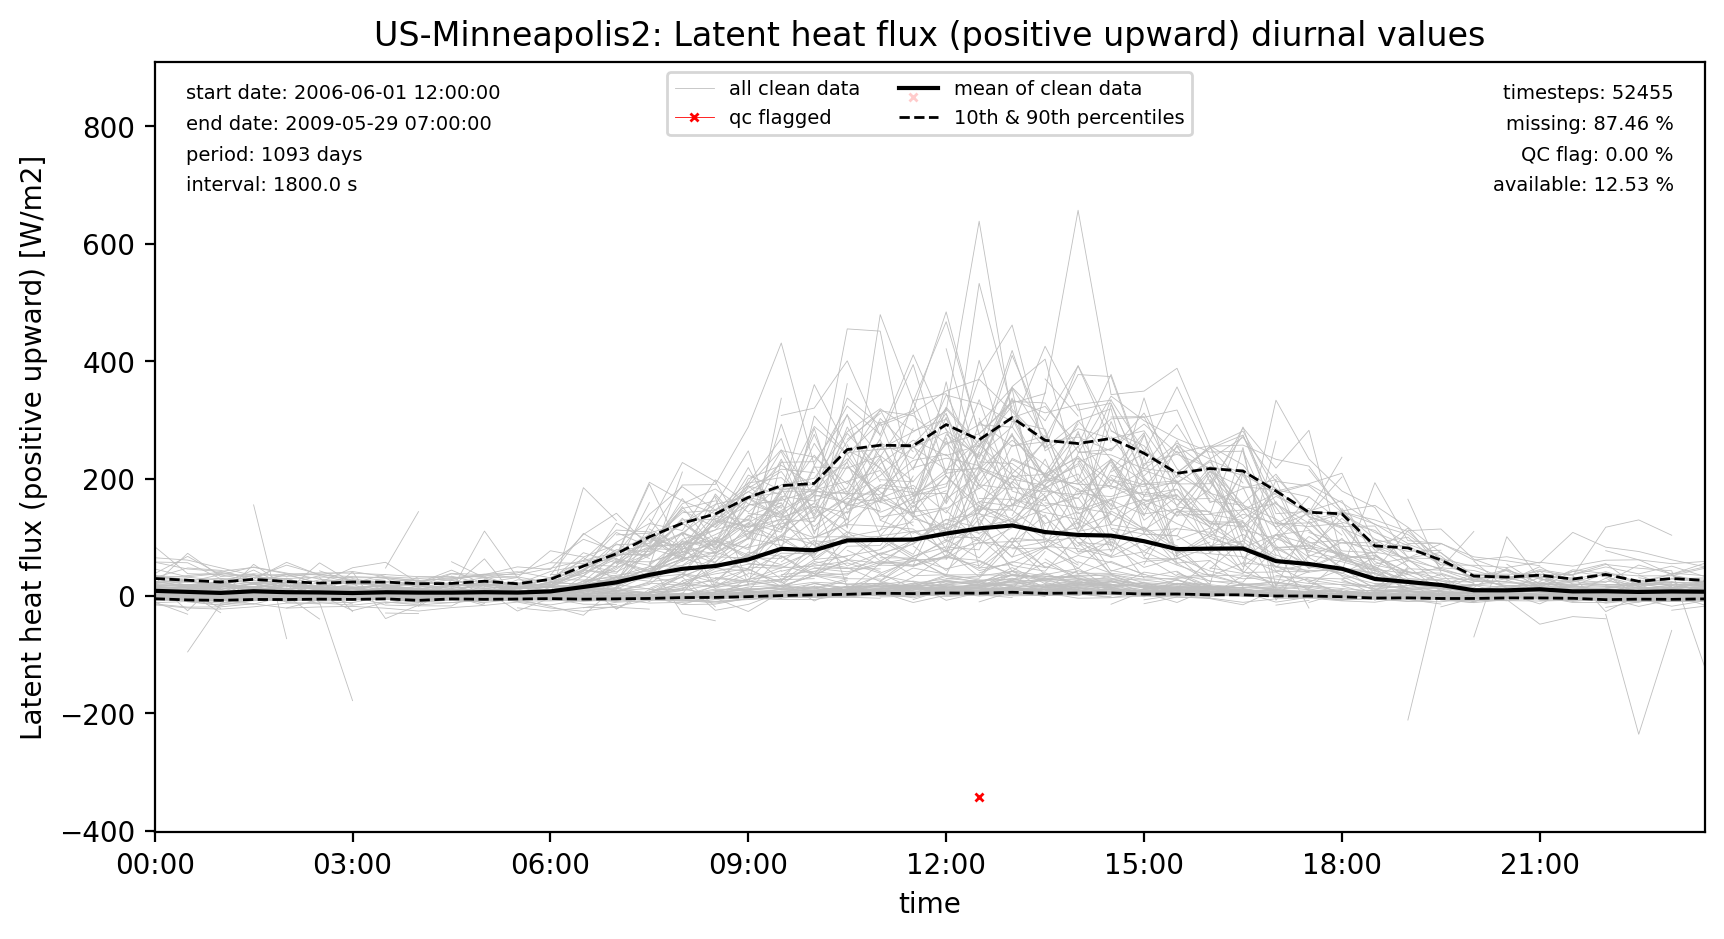 US-Minneapolis2: Latent heat flux (positive upward) diurnal values
start date: 2006-06-01 12:00:00
end date: 2009-05-29 07:00:00
period: 1093 days
interval: 1800.0 s
all clean data
qc flagged
mean of clean data
10th & 90th percentiles
timesteps: 52455
missing: 87.46 %
QC flag: 0.00 %
available: 12.53 %
Latent heat flux (positive upward) [W/m2]
800
600
400
200
0
−200
−400
00:00 03:00 06:00 09:00 12:00 15:00 18:00 21:00
time